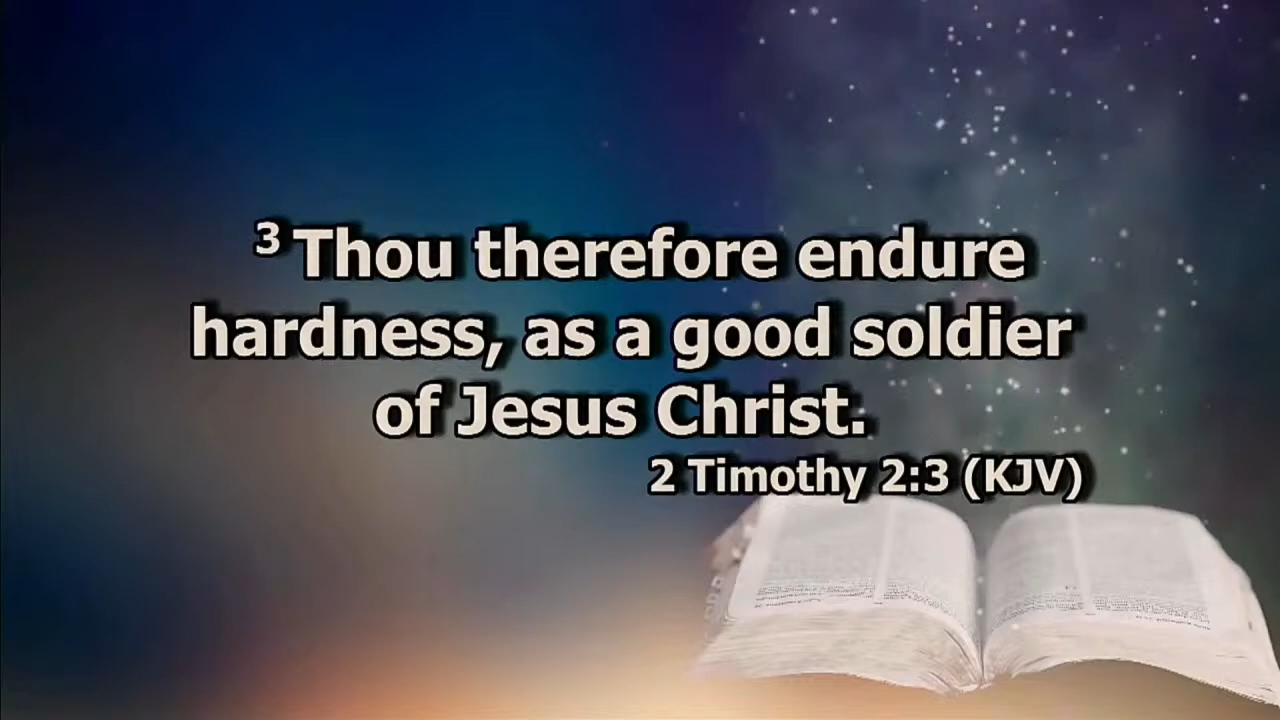 3 Thou therefore endure
hardness, as a good soldier
of Jesus Christ.
2 Timothy 2:3 (KJV)